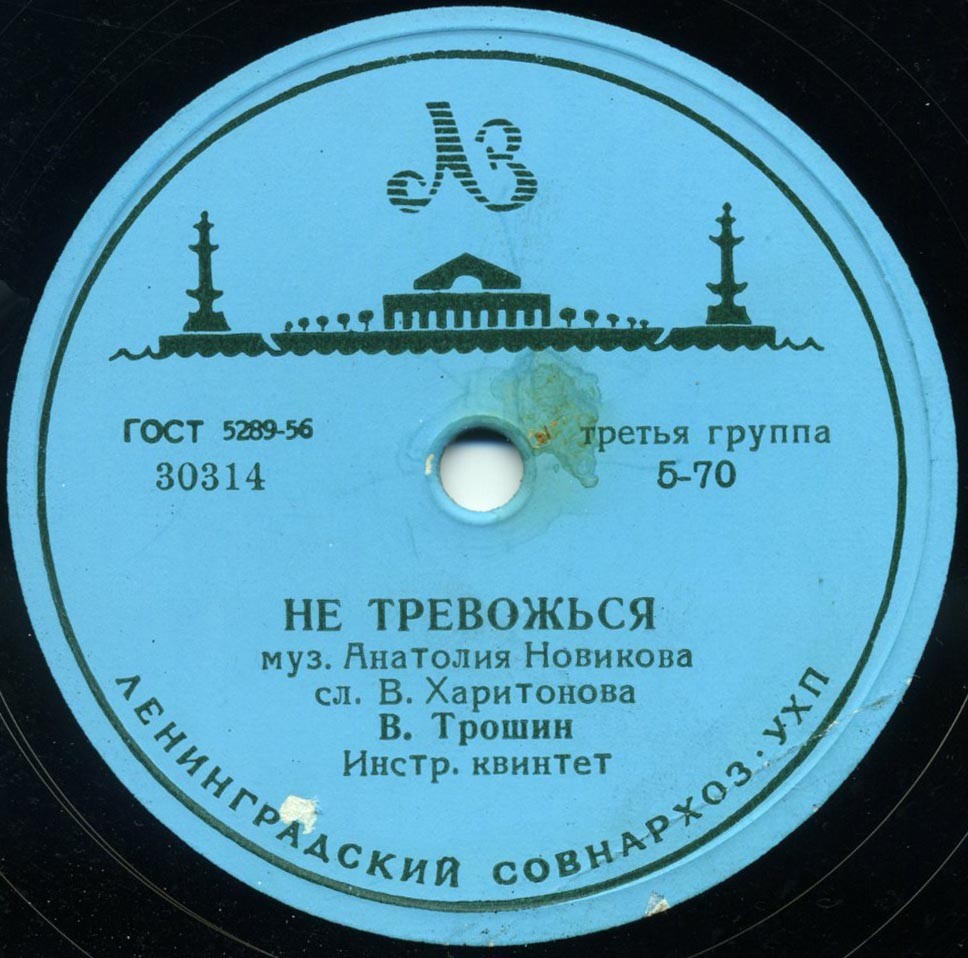 ЛЗ
ГОСТ 5289-56
30314
третья группа
5-70
НЕ ТРЕВОЖЬСЯ
муз. Анатолия Новикова
сл. В. Харитонова
В. Трошин
Инстр. квинтет
ЛЕНИНГРАДСКИЙ СОВНАРХОЗ·УХП